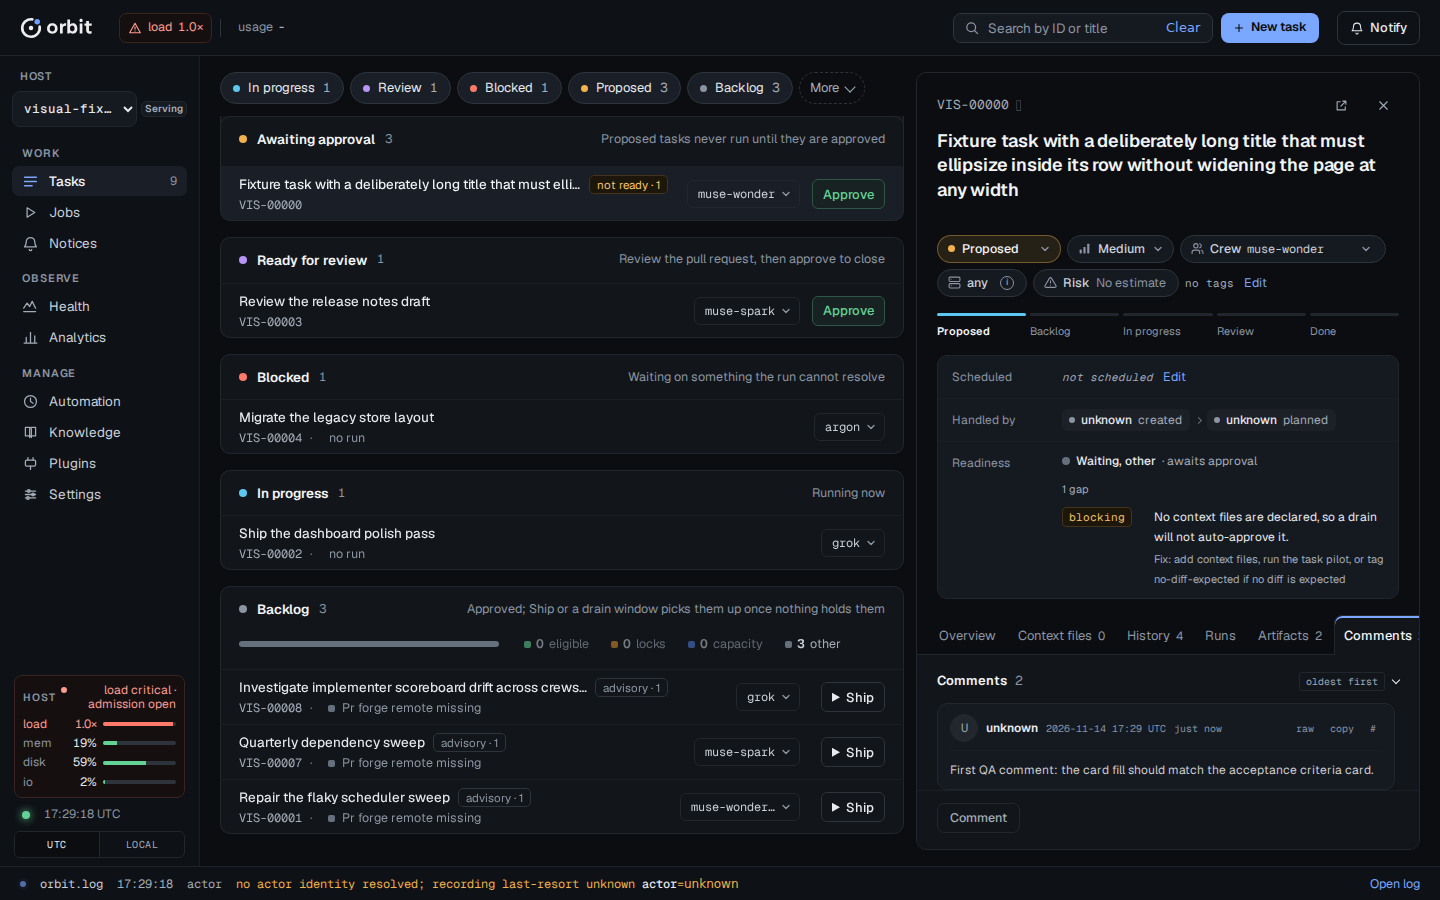 orbit
load 1.0×
usage –
Search by ID or title
Clear
+ New task
Notify
HOST
visual-fix…
Serving
WORK
Tasks 9
Jobs
Notices
OBSERVE
Health
Analytics
MANAGE
Automation
Knowledge
Plugins
Settings
HOST load critical ·
admission open
load 1.0×
mem 19%
disk 59%
io 2%
17:29:18 UTC
UTC LOCAL
In progress 1
Review 1
Blocked 1
Proposed 3
Backlog 3
More
Awaiting approval 3 Proposed tasks never run until they are approved
Fixture task with a deliberately long title that must elli… not ready · 1
VIS-00000
muse-wonder
Approve
Ready for review 1 Review the pull request, then approve to close
Review the release notes draft
VIS-00003
muse-spark
Approve
Blocked 1 Waiting on something the run cannot resolve
Migrate the legacy store layout
VIS-00004 · no run
argon
In progress 1 Running now
Ship the dashboard polish pass
VIS-00002 · no run
grok
Backlog 3 Approved; Ship or a drain window picks them up once nothing holds them
0 eligible 0 locks 0 capacity 3 other
Investigate implementer scoreboard drift across crews… advisory · 1
VIS-00008 · Pr forge remote missing
grok
Ship
Quarterly dependency sweep advisory · 1
VIS-00007 · Pr forge remote missing
muse-spark
Ship
Repair the flaky scheduler sweep advisory · 1
VIS-00001 · Pr forge remote missing
muse-wonder…
Ship
VIS-00000
Fixture task with a deliberately long title that must
ellipsize inside its row without widening the page at
any width
Proposed
Medium
Crew muse-wonder
any
Risk No estimate
no tags Edit
Proposed Backlog In progress Review Done
Scheduled not scheduled Edit
Handled by unknown created › unknown planned
Readiness Waiting, other · awaits approval
1 gap
blocking No context files are declared, so a drain
will not auto-approve it.
Fix: add context files, run the task pilot, or tag
no-diff-expected if no diff is expected
Overview Context files 0 History 4 Runs Artifacts 2 Comments
Comments 2 oldest first
U unknown 2026-11-14 17:29 UTC just now raw copy #
First QA comment: the card fill should match the acceptance criteria card.
Comment
orbit.log 17:29:18 actor no actor identity resolved; recording last-resort unknown actor=unknown
Open log